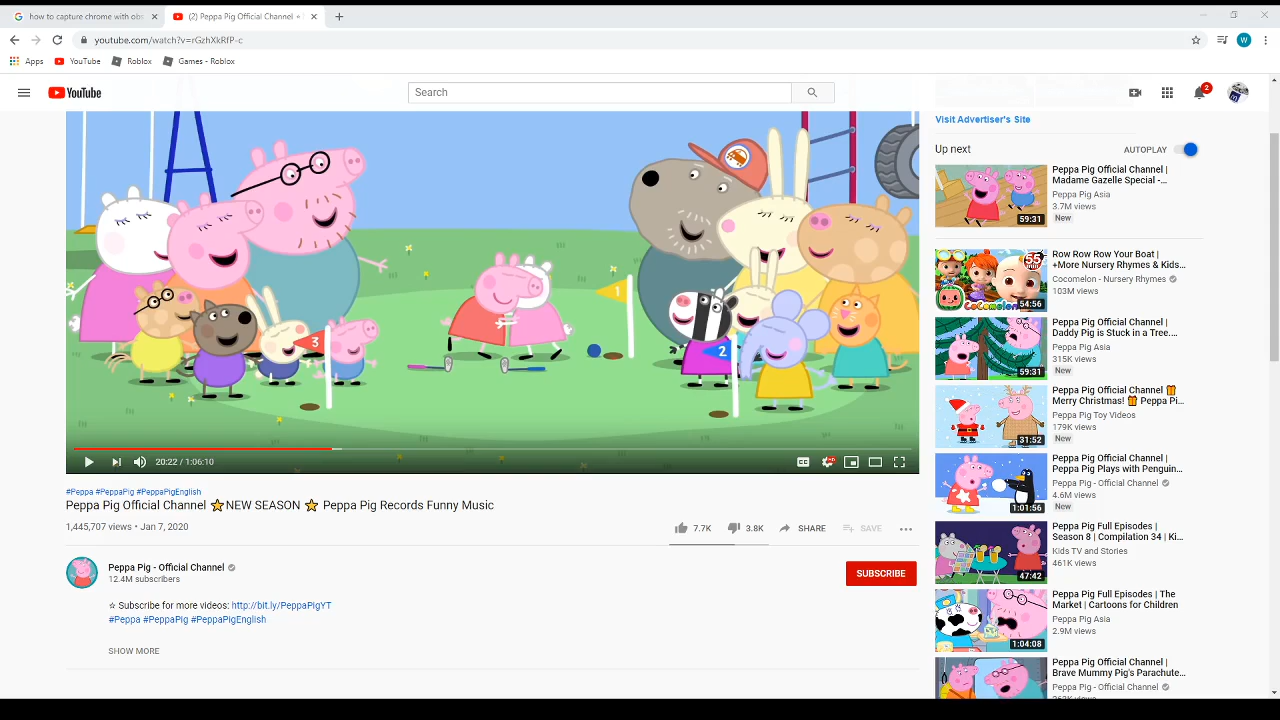 how to capture chrome with obs
(2) Peppa Pig Official Channel ⭐
youtube.com/watch?v=rGzhXkRfP-c
W
Apps
YouTube
Roblox
Games - Roblox
YouTube
Search
2
3
1
2
20:22 / 1:06:10
CC
#Peppa #PeppaPig #PeppaPigEnglish
Peppa Pig Official Channel ⭐NEW SEASON ⭐ Peppa Pig Records Funny Music
1,445,707 views • Jan 7, 2020
7.7K
3.8K
SHARE
SAVE
Peppa Pig - Official Channel
12.4M subscribers
SUBSCRIBE
☆ Subscribe for more videos: http://bit.ly/PeppaPigYT
#Peppa #PeppaPig #PeppaPigEnglish
SHOW MORE
Visit Advertiser's Site
Up next
AUTOPLAY
Peppa Pig Official Channel |
Madame Gazelle Special -...
Peppa Pig Asia
3.7M views
New
59:31
Row Row Row Your Boat |
+More Nursery Rhymes & Kids...
Cocomelon - Nursery Rhymes
103M views
55
CoComeLon
54:56
Peppa Pig Official Channel |
Daddy Pig is Stuck in a Tree....
Peppa Pig Asia
315K views
New
59:31
Peppa Pig Official Channel 🎁
Merry Christmas! 🎁 Peppa Pi...
Peppa Pig Toy Videos
179K views
New
31:52
Peppa Pig Official Channel |
Peppa Pig Plays with Penguin...
Peppa Pig - Official Channel
4.6M views
New
1:01:56
Peppa Pig Full Episodes |
Season 8 | Compilation 34 | Ki...
Kids TV and Stories
461K views
47:42
Peppa Pig Full Episodes | The
Market | Cartoons for Children
Peppa Pig Asia
2.9M views
1:04:08
Peppa Pig Official Channel |
Brave Mummy Pig's Parachute...
Peppa Pig - Official Channel